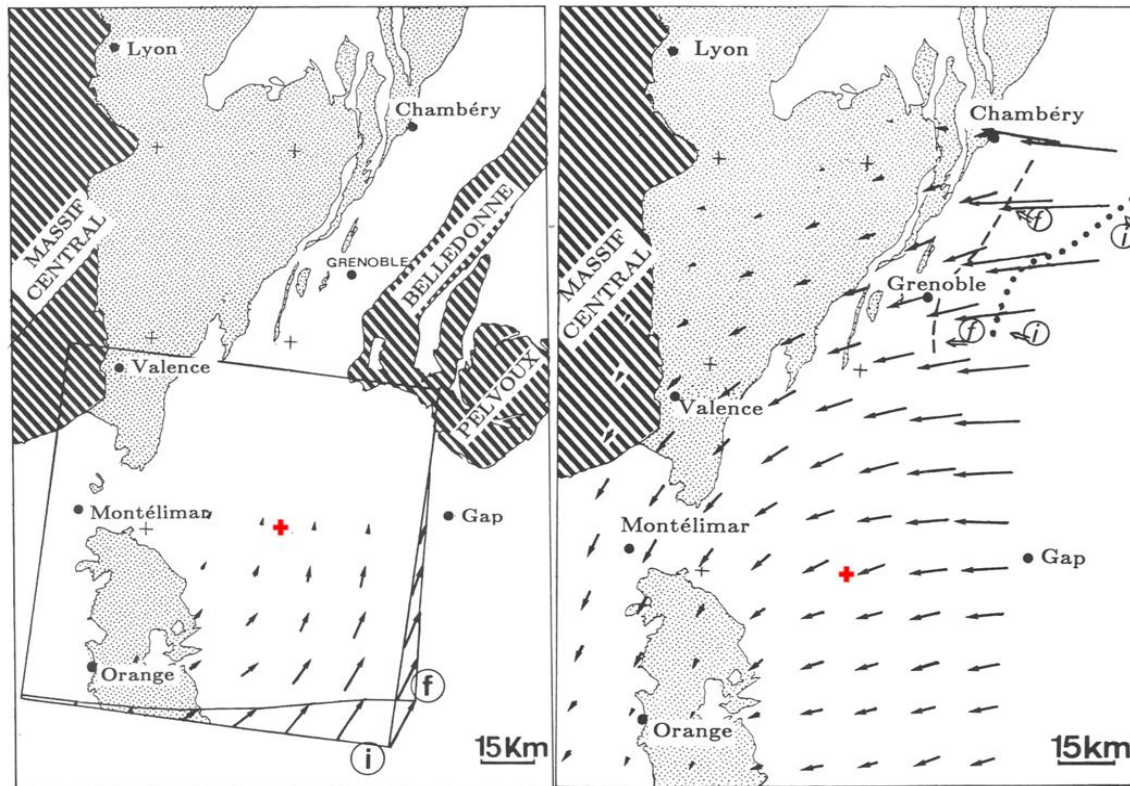 Lyon
Chambéry
MASSIF
CENTRAL
GRENOBLE
BELLEDONNE
PELVOUX
Valence
Montélimar
Gap
Orange
f
i
15Km
Lyon
Chambéry
MASSIF
CENTRAL
f
i
Grenoble
f
i
Valence
Montélimar
Gap
Orange
15km